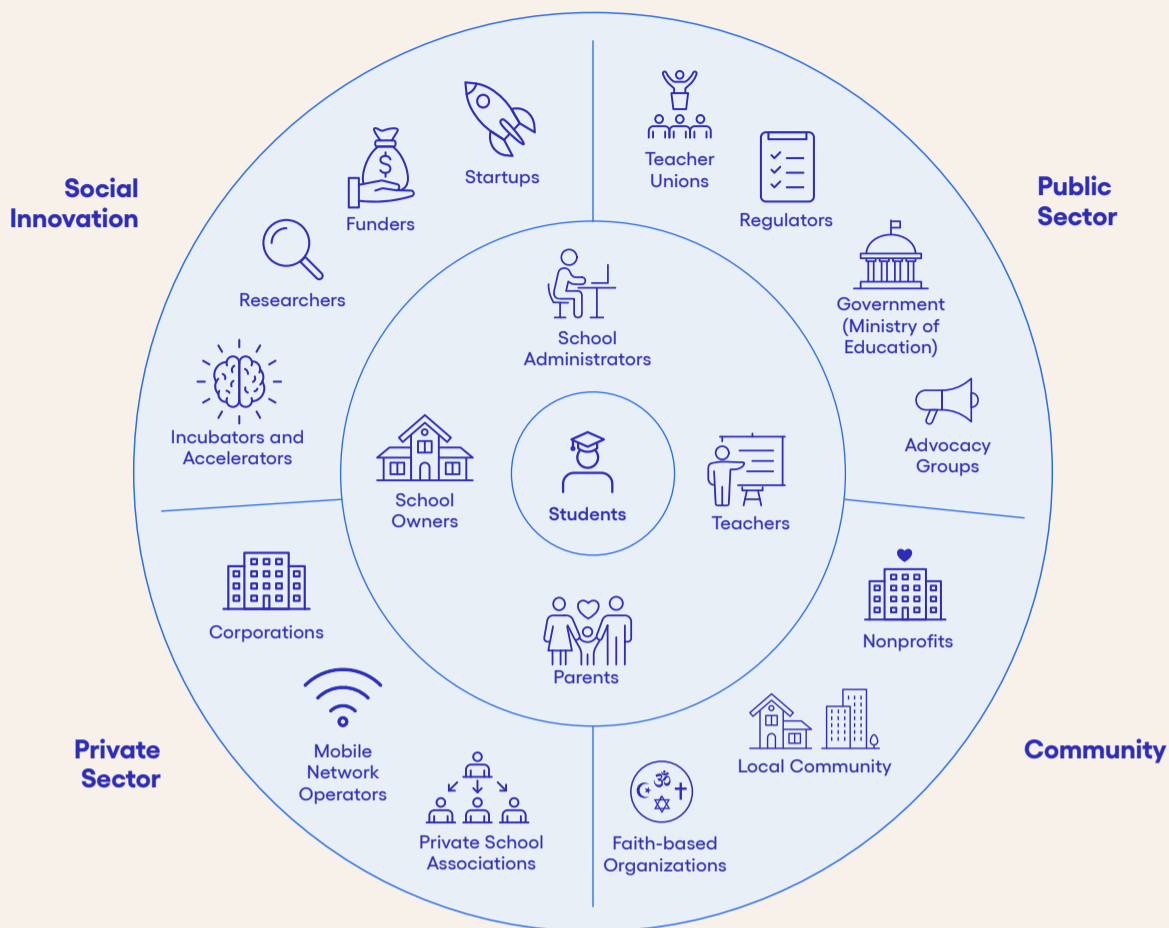 Social
Innovation
Startups
Funders
Researchers
Incubators and
Accelerators
Public
Sector
Teacher
Unions
Regulators
Government
(Ministry of
Education)
Advocacy
Groups
School
Administrators
School
Owners
Students
Teachers
Parents
Private
Sector
Corporations
Mobile
Network
Operators
Private School
Associations
Community
Nonprofits
Local Community
Faith-based
Organizations